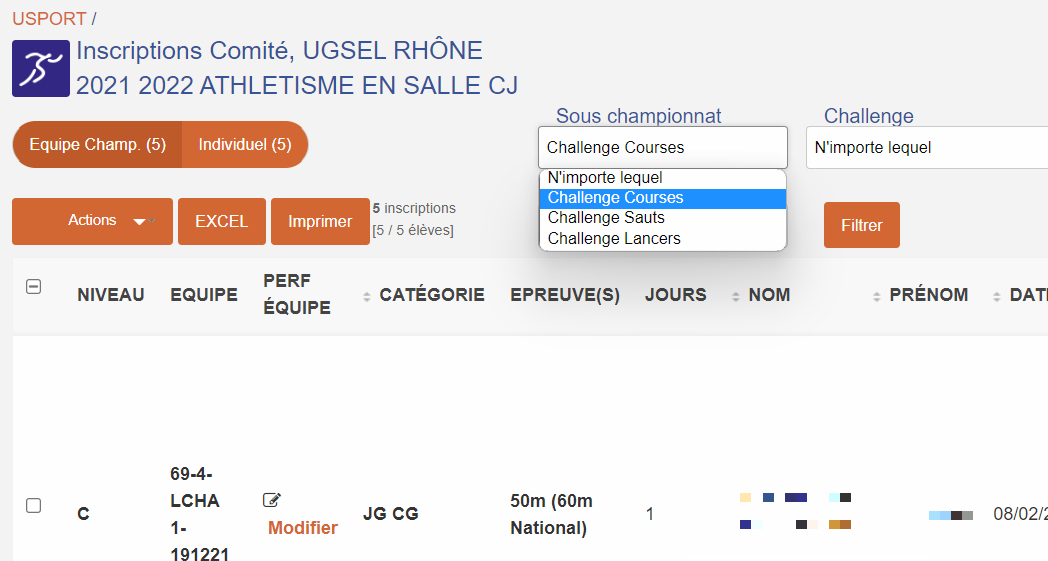 USPORT /
Inscriptions Comité, UGSEL RHÔNE
2021 2022 ATHLETISME EN SALLE CJ
Sous championnat
Challenge
Equipe Champ. (5)
Individuel (5)
Challenge Courses
N'importe lequel
N'importe lequel
Challenge Courses
Challenge Sauts
Challenge Lancers
Actions
EXCEL
Imprimer
5 inscriptions
[5 / 5 élèves]
Filtrer
NIVEAU
EQUIPE
PERF
ÉQUIPE
CATÉGORIE
EPREUVE(S)
JOURS
NOM
PRÉNOM
C
69-4-
LCHA
1-
191221
Modifier
JG CG
50m (60m
National)
1
08/02/